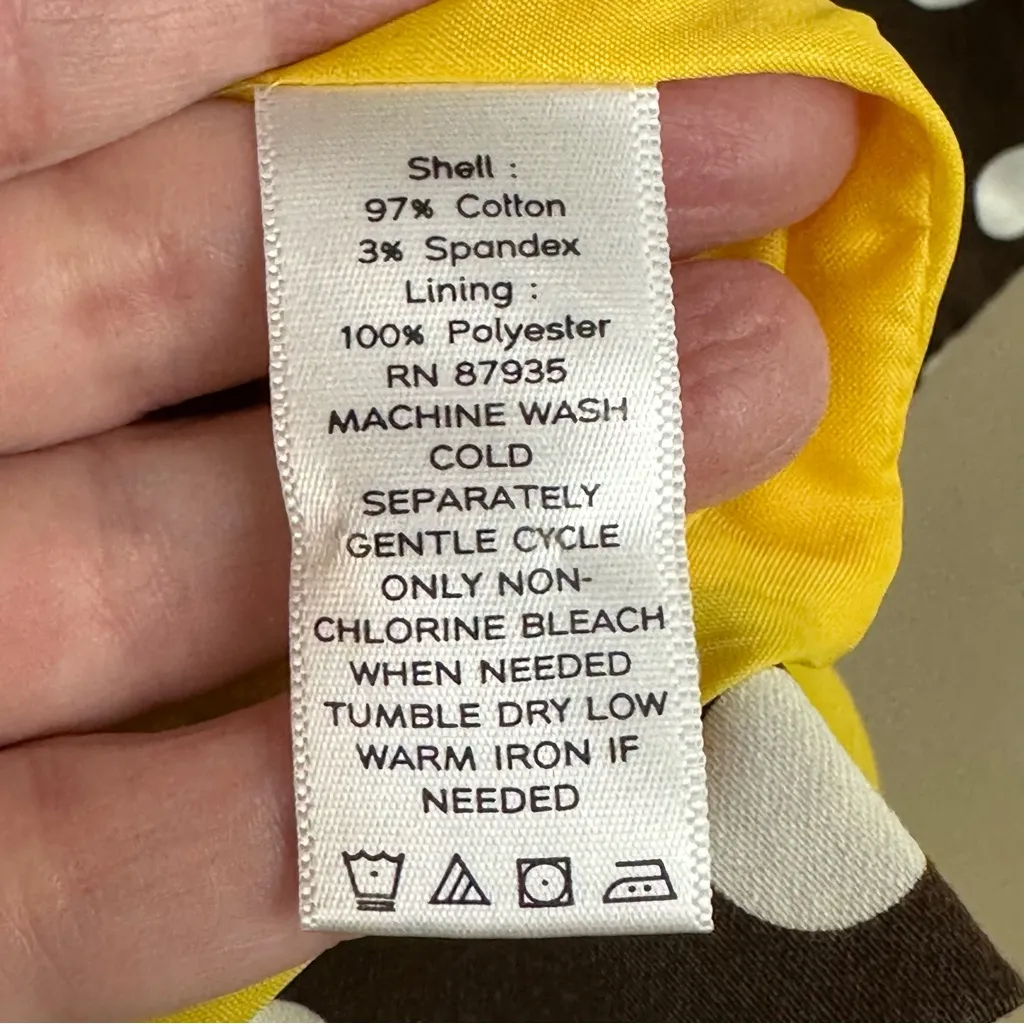 Shell :
97% Cotton
3% Spandex
Lining :
100% Polyester
RN 87935
MACHINE WASH
COLD
SEPARATELY
GENTLE CYCLE
ONLY NON-
CHLORINE BLEACH
WHEN NEEDED
TUMBLE DRY LOW
WARM IRON IF
NEEDED